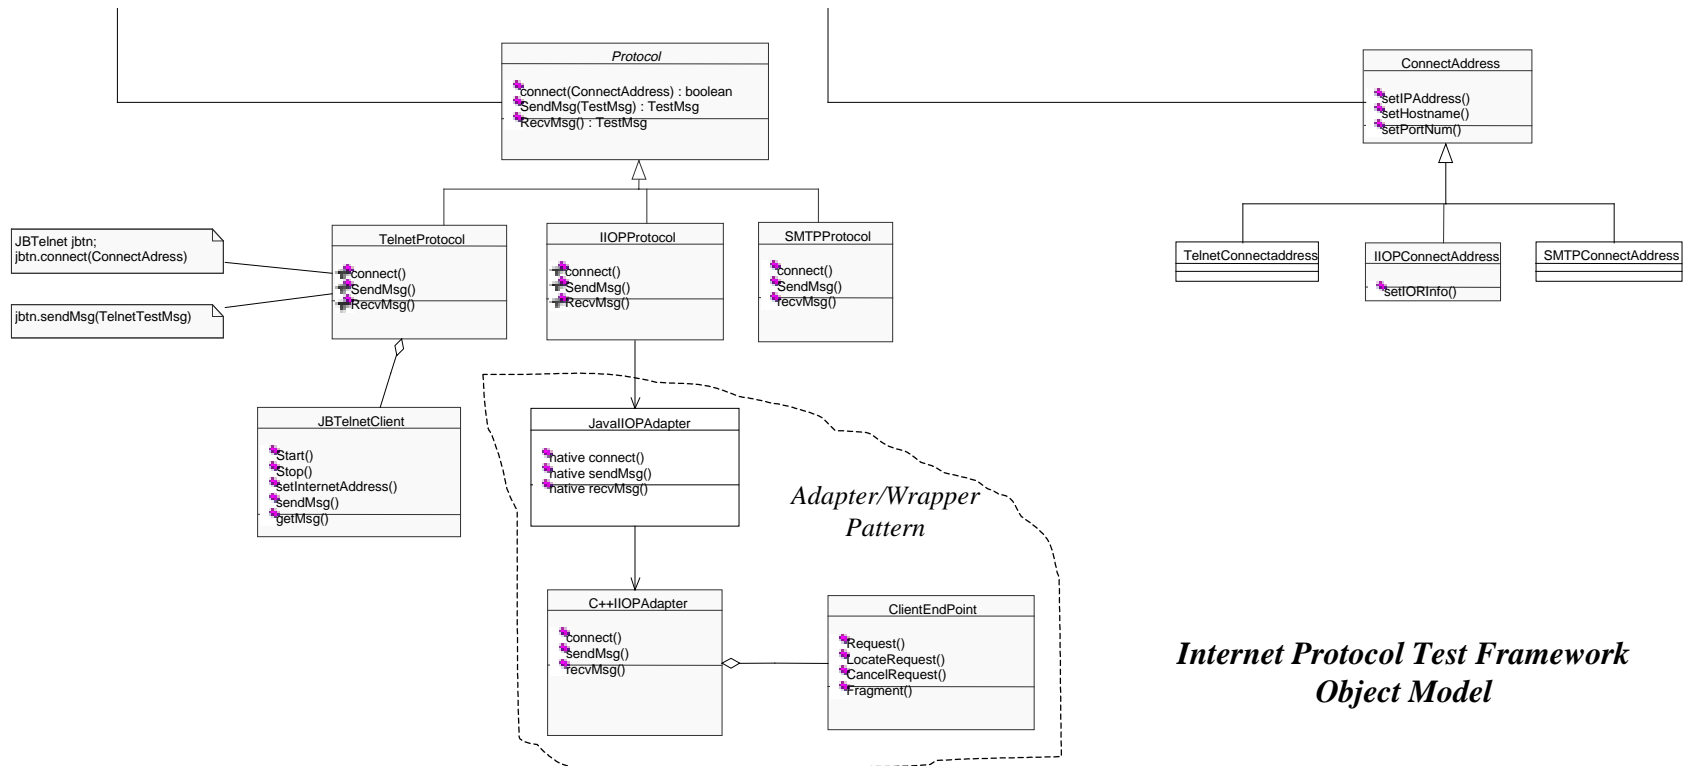 Protocol
connect(ConnectAddress) : boolean
SendMsg(TestMsg) : TestMsg
RecvMsg() : TestMsg
ConnectAddress
setIPAddress()
setHostname()
setPortNum()
JBTelnet jbtn;
jbtn.connect(ConnectAdress)
jbtn.sendMsg(TelnetTestMsg)
TelnetProtocol
connect()
SendMsg()
RecvMsg()
IIOPProtocol
connect()
SendMsg()
RecvMsg()
SMTPProtocol
connect()
SendMsg()
recvMsg()
TelnetConnectaddress
IIOPConnectAddress
setIORInfo()
SMTPConnectAddress
JBTelnetClient
Start()
Stop()
setInternetAddress()
sendMsg()
getMsg()
JavaIIOPAdapter
native connect()
native sendMsg()
native recvMsg()
Adapter/Wrapper
Pattern
C++IIOPAdapter
connect()
sendMsg()
recvMsg()
ClientEndPoint
Request()
LocateRequest()
CancelRequest()
Fragment()
Internet Protocol Test Framework
Object Model